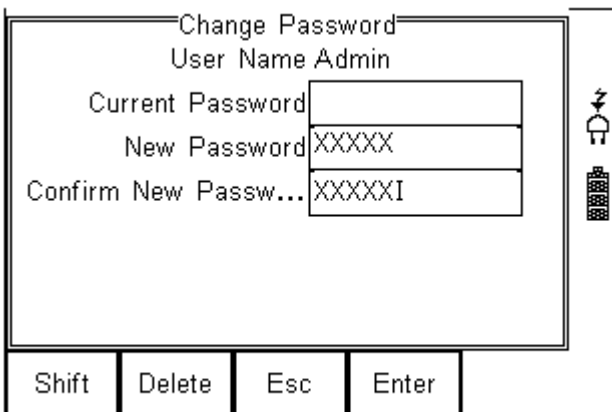 Change Password
User Name Admin
Current Password
New Password XXXXX
Confirm New Passw... XXXXXI
Shift Delete Esc Enter